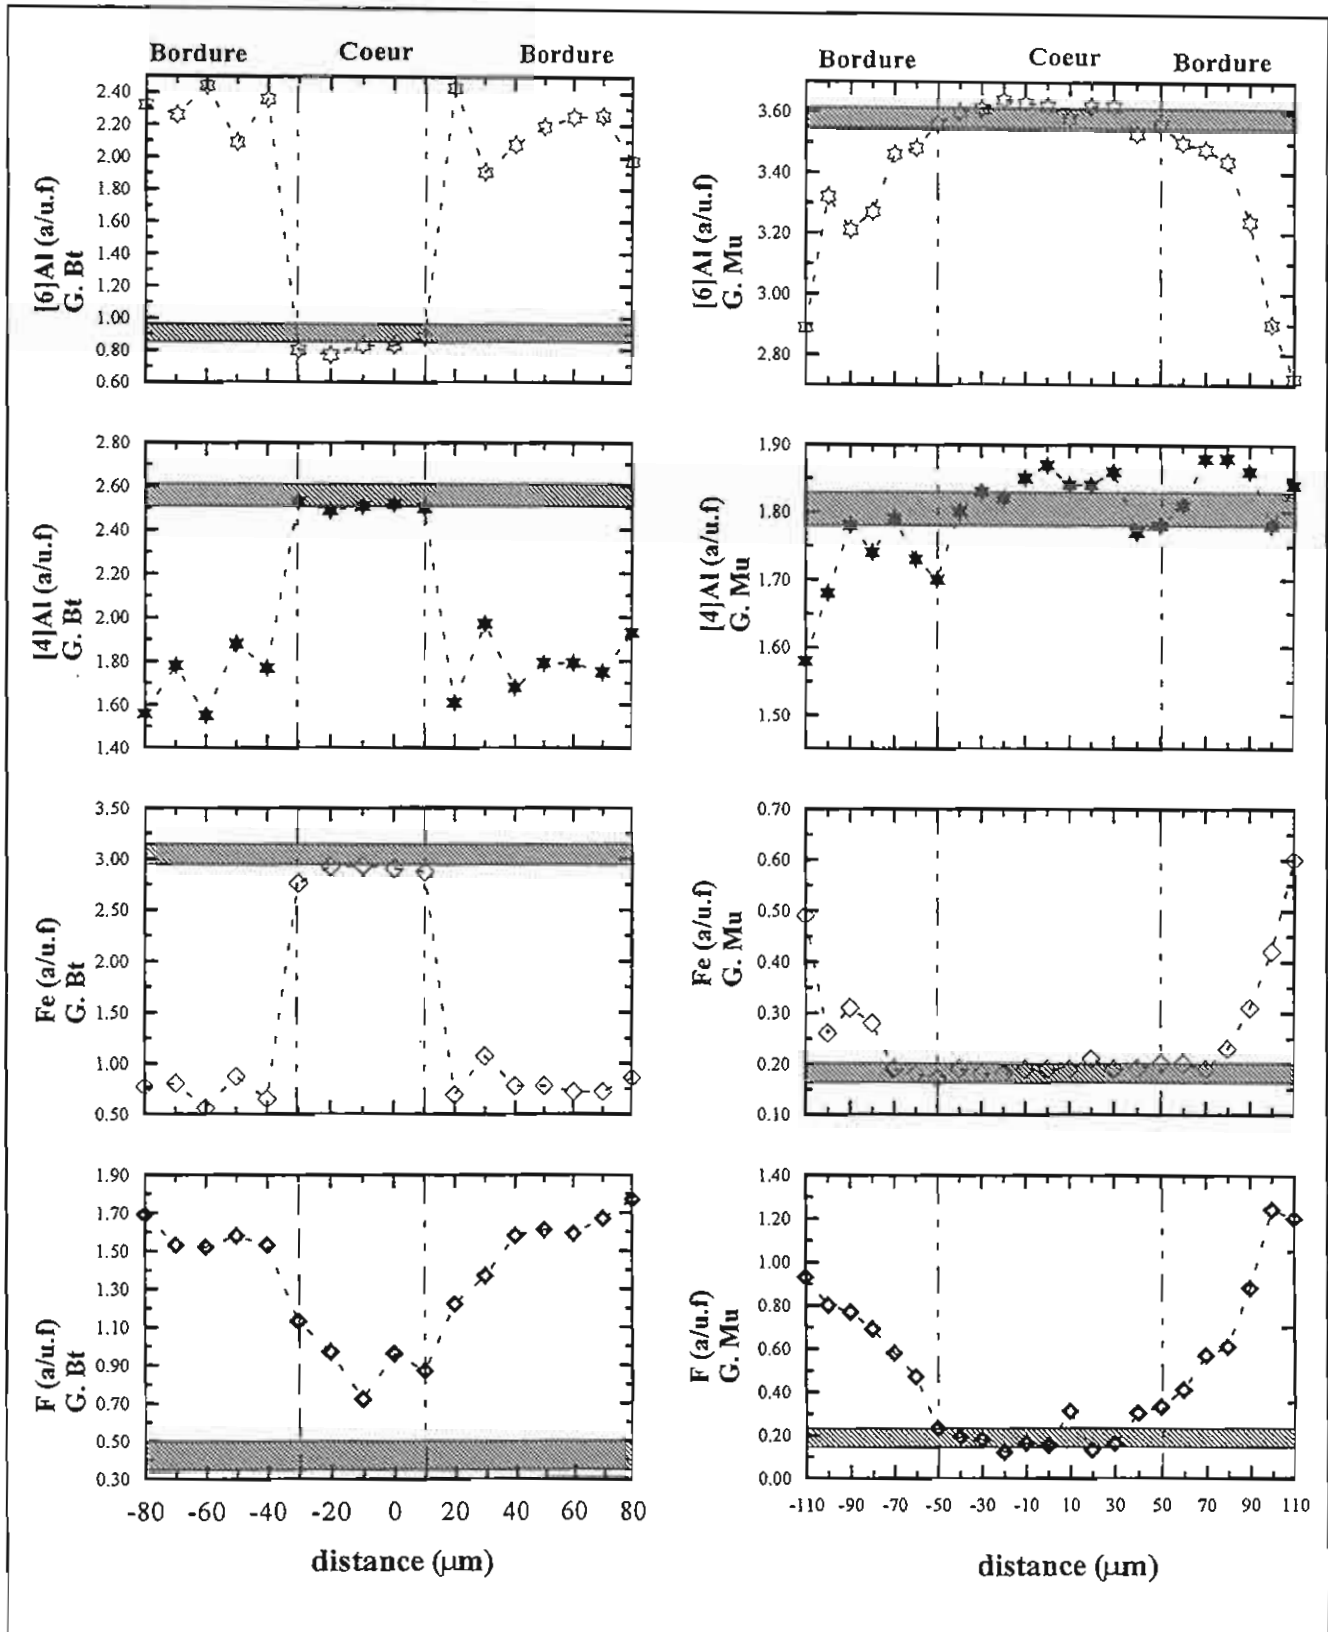 Bordure Coeur Bordure
[6]Al (a/u.f)
G. Bt
2.40
2.20
2.00
1.80
1.60
1.40
1.20
1.00
0.80
0.60
Bordure Coeur Bordure
[6]Al (a/u.f)
G. Mu
3.60
3.40
3.20
3.00
2.80
[4]Al (a/u.f)
G. Bt
2.80
2.60
2.40
2.20
2.00
1.80
1.60
1.40
[4]Al (a/u.f)
G. Mu
1.90
1.80
1.70
1.60
1.50
Fe (a/u.f)
G. Bt
3.50
3.00
2.50
2.00
1.50
1.00
0.50
Fe (a/u.f)
G. Mu
0.70
0.60
0.50
0.40
0.30
0.20
0.10
F (a/u.f)
G. Bt
1.90
1.70
1.50
1.30
1.10
0.90
0.70
0.50
0.30
-80 -60 -40 -20 0 20 40 60 80
distance (μm)
F (a/u.f)
G. Mu
1.40
1.20
1.00
0.80
0.60
0.40
0.20
0.00
-110 -90 -70 -50 -30 -10 10 30 50 70 90 110
distance (μm)